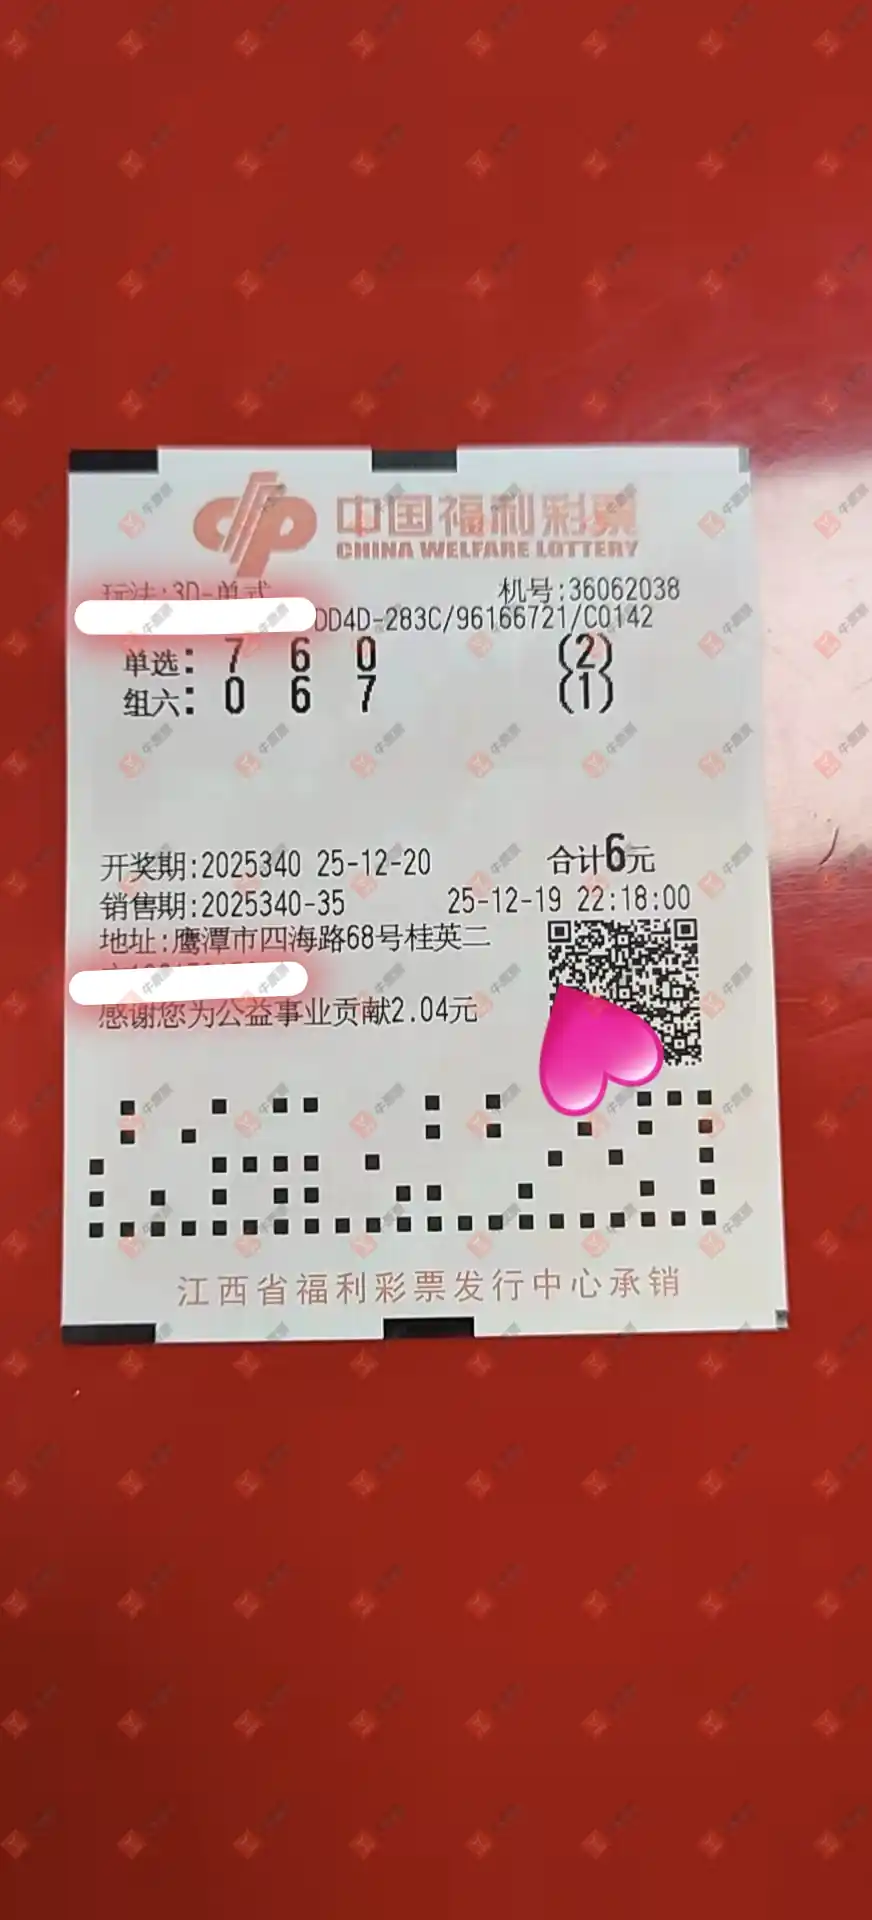 中国福利彩票
CHINA WELFARE LOTTERY
玩法:3D-单式 机号:36062038
DD4D-283C/96166721/C0142
单选: 7 6 0 (2)
组六: 0 6 7 (1)
开奖期:2025340 25-12-20 合计6元
销售期:2025340-35 25-12-19 22:18:00
地址:鹰潭市四海路68号桂英二
感谢您为公益事业贡献2.04元
江西省福利彩票发行中心承销